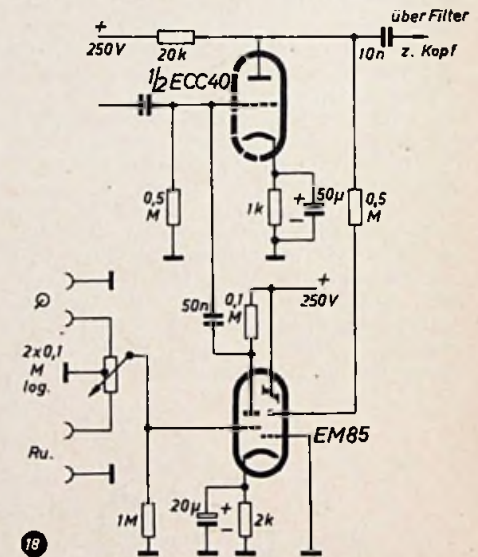 über Filter
+
250V
20k
10n
z. Kopf
1/2 ECC40
0,5
M
1k
+
50µ
−
0,5
M
50n
0,1
M
+
250V
2x0,1
M
log.
EM85
Ru.
1M
20µ
+
−
2k
18